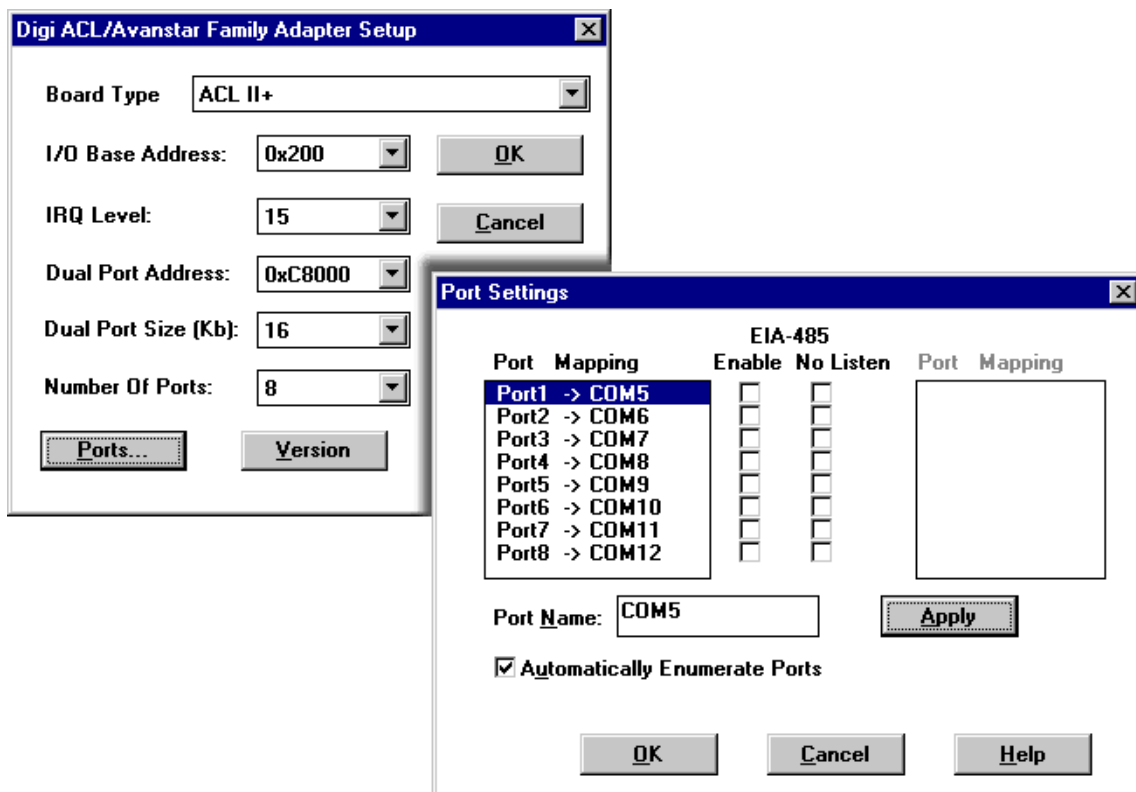 Digi ACL/Avanstar Family Adapter Setup
Board Type ACL II+
I/O Base Address: 0x200 OK
IRQ Level: 15 Cancel
Dual Port Address: 0xC8000
Dual Port Size (Kb): 16
Number Of Ports: 8
Ports... Version
Port Settings
EIA-485
Port Mapping Enable No Listen Port Mapping
Port1 -> COM5
Port2 -> COM6
Port3 -> COM7
Port4 -> COM8
Port5 -> COM9
Port6 -> COM10
Port7 -> COM11
Port8 -> COM12
Port Name: COM5 Apply
Automatically Enumerate Ports
OK Cancel Help